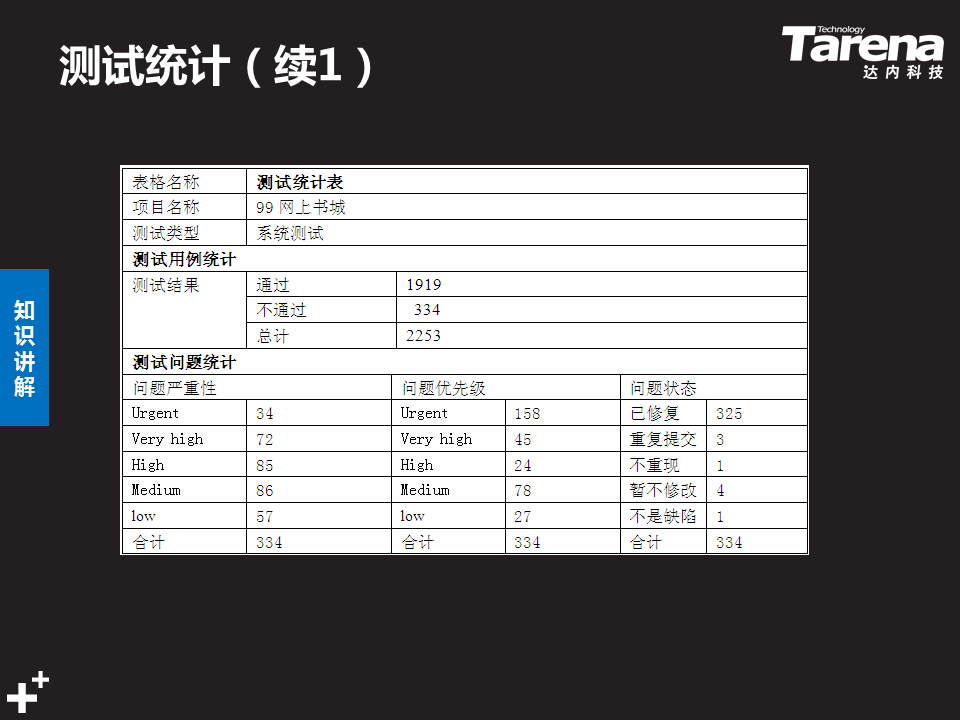 测试统计（续1）
Technology
Tarena
达内科技
知识讲解
表格名称 测试统计表
项目名称 99 网上书城
测试类型 系统测试
测试用例统计
测试结果 通过 1919
不通过 334
总计 2253
测试问题统计
问题严重性 问题优先级 问题状态
Urgent 34 Urgent 158 已修复 325
Very high 72 Very high 45 重复提交 3
High 85 High 24 不重现 1
Medium 86 Medium 78 暂不修改 4
low 57 low 27 不是缺陷 1
合计 334 合计 334 合计 334